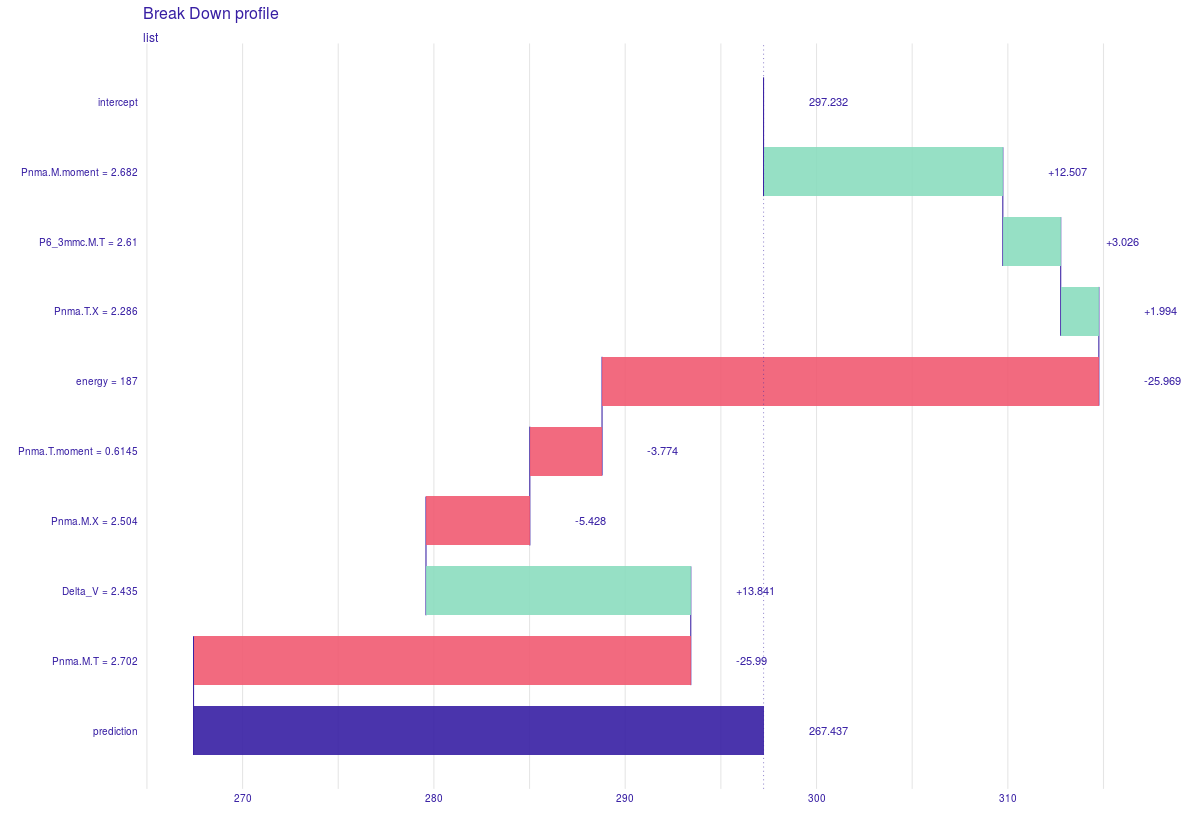 Break Down profile
list
intercept 297.232
Pnma.M.moment = 2.682 +12.507
P6_3mmc.M.T = 2.61 +3.026
Pnma.T.X = 2.286 +1.994
energy = 187 -25.969
Pnma.T.moment = 0.6145 -3.774
Pnma.M.X = 2.504 -5.428
Delta_V = 2.435 +13.841
Pnma.M.T = 2.702 -25.99
prediction 267.437
270 280 290 300 310